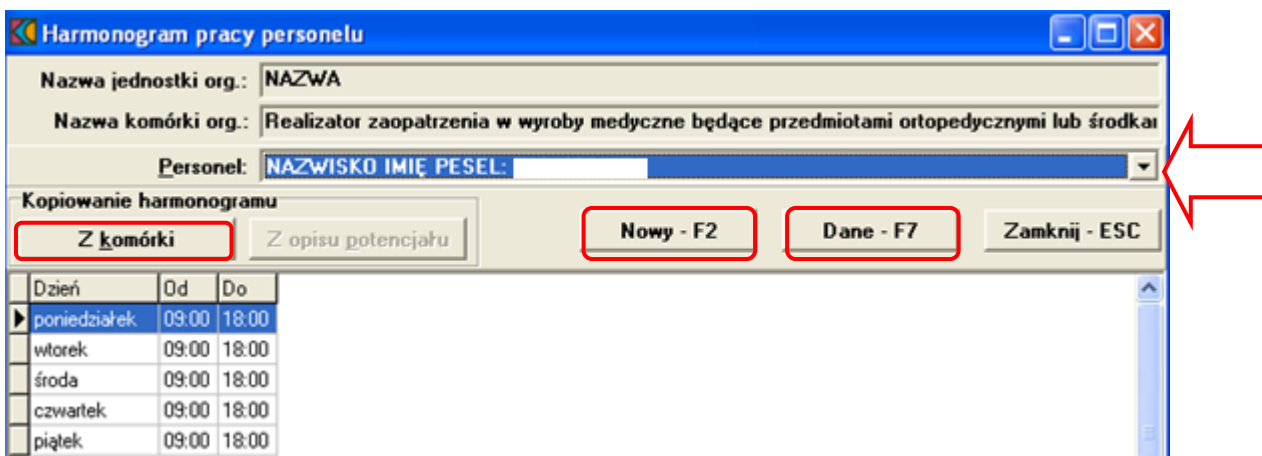 Harmonogram pracy personelu
Nazwa jednostki org.: NAZWA
Nazwa komórki org.: Realizator zaopatrzenia w wyroby medyczne będące przedmiotami ortopedycznymi lub środkar
Personel: NAZWISKO IMIĘ PESEL:
Kopiowanie harmonogramu
Z komórki Z opisu potencjału Nowy - F2 Dane - F7 Zamknij - ESC
Dzień Od Do
poniedziałek 09:00 18:00
wtorek 09:00 18:00
środa 09:00 18:00
czwartek 09:00 18:00
piątek 09:00 18:00